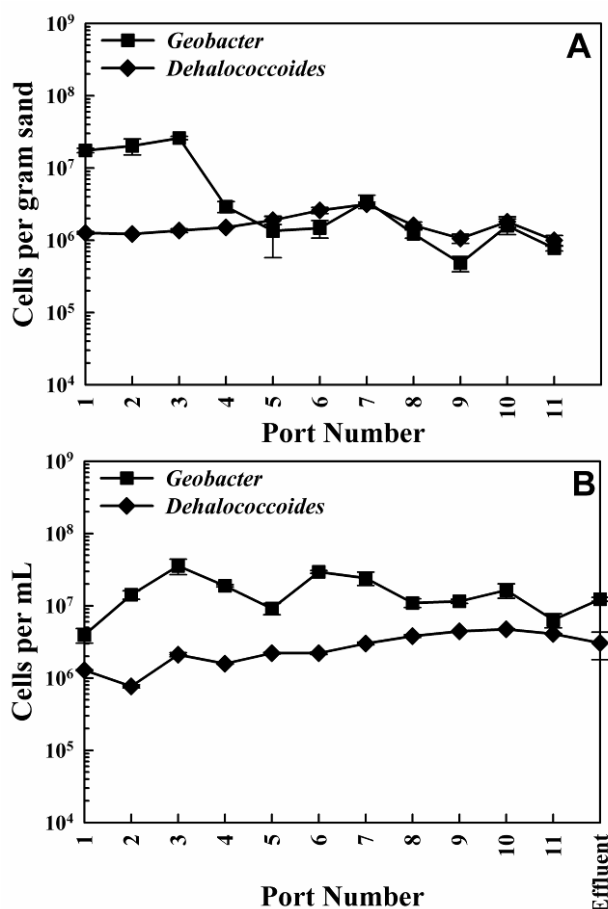 A
Geobacter
Dehalococcoides
Cells per gram sand
10⁹
10⁸
10⁷
10⁶
10⁵
10⁴
1 2 3 4 5 6 7 8 9 10 11
Port Number
B
Geobacter
Dehalococcoides
Cells per mL
10⁹
10⁸
10⁷
10⁶
10⁵
10⁴
1 2 3 4 5 6 7 8 9 10 11 Effluent
Port Number